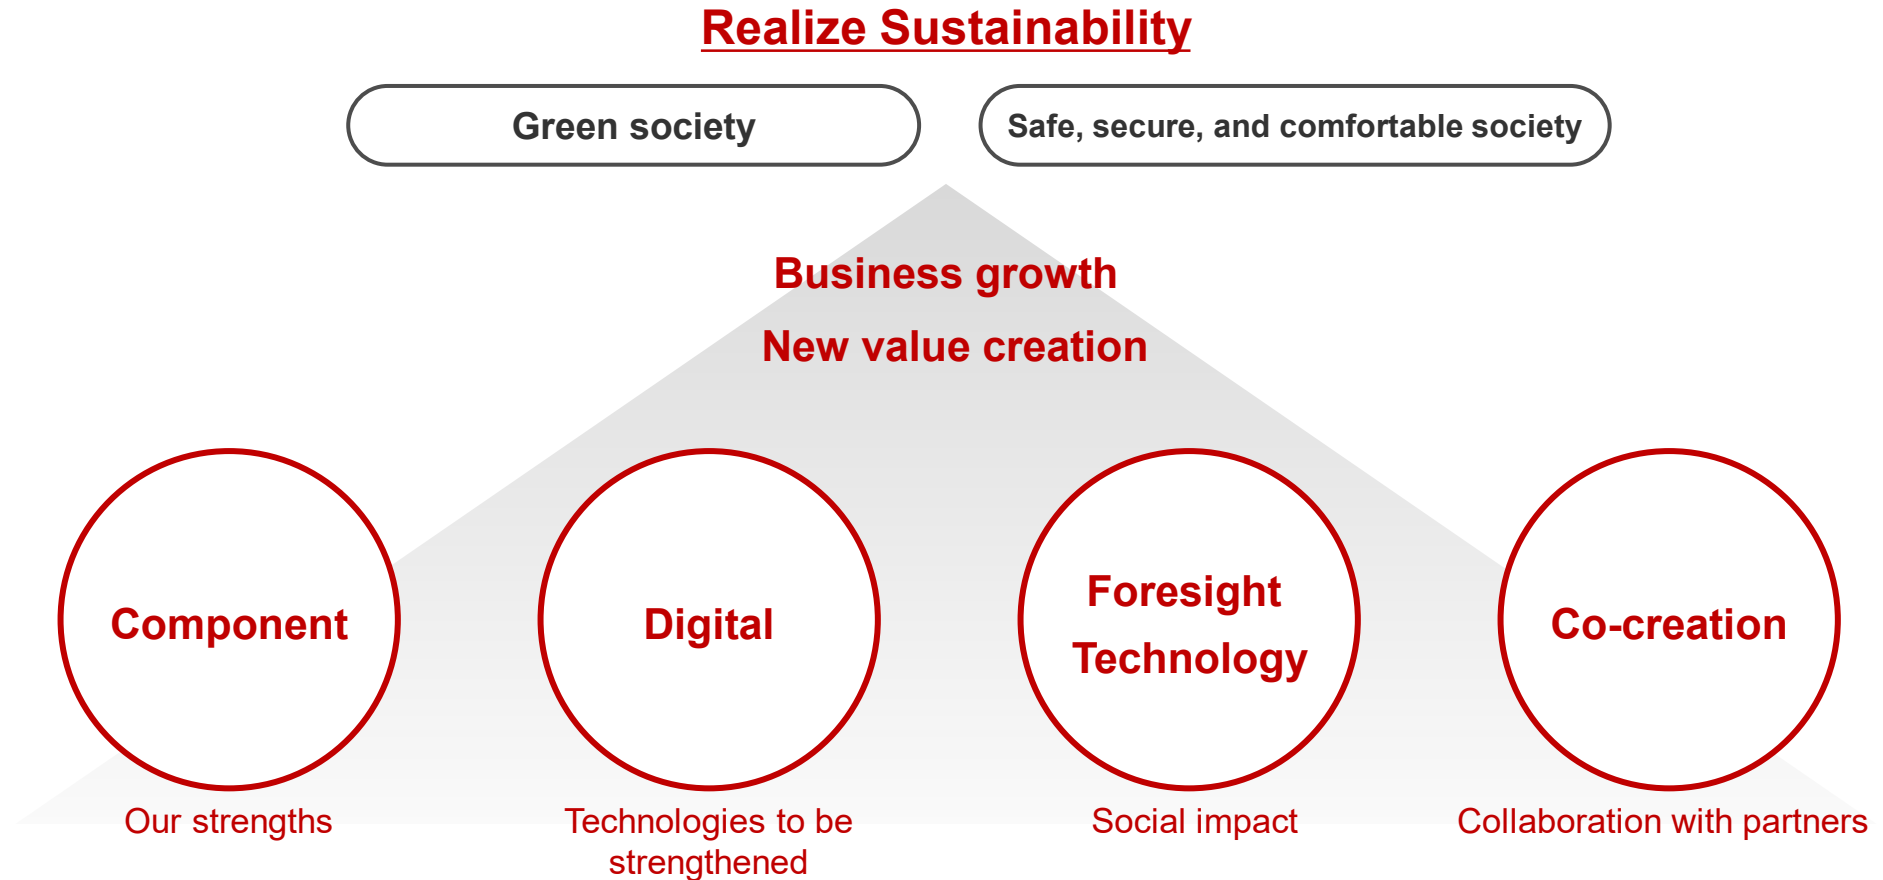 Realize Sustainability
Green society
Safe, secure, and comfortable society
Business growth
New value creation
Component
Digital
Foresight
Technology
Co-creation
Our strengths
Technologies to be
strengthened
Social impact
Collaboration with partners